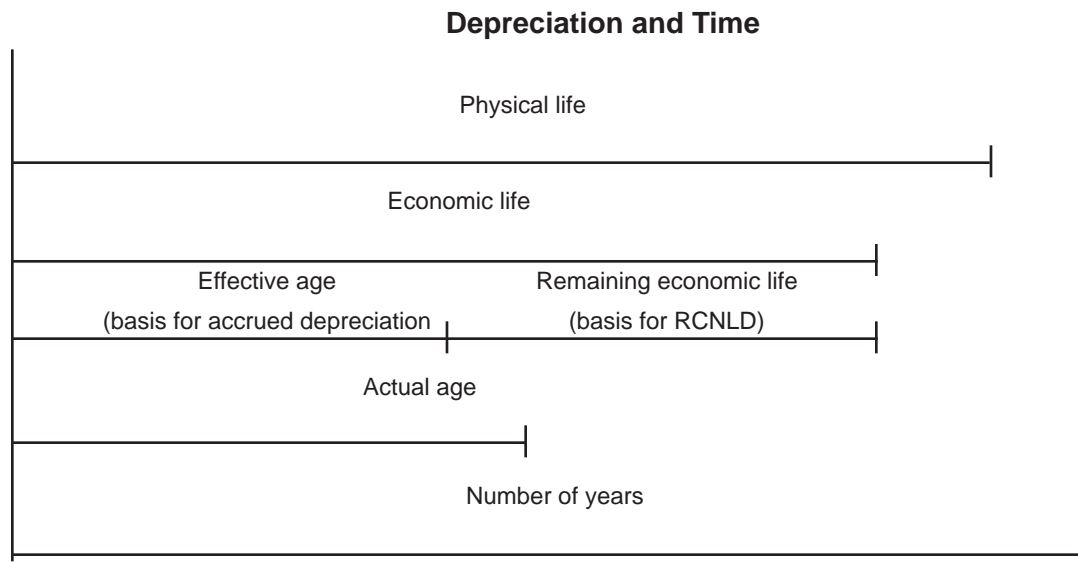 Depreciation and Time
Physical life
Economic life
Effective age
(basis for accrued depreciation
Remaining economic life
(basis for RCNLD)
Actual age
Number of years